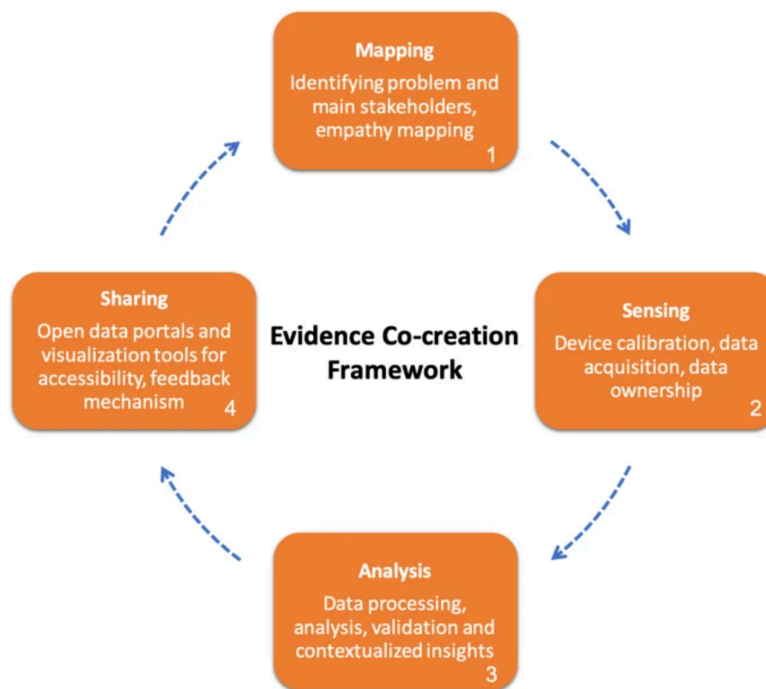 Mapping
Identifying problem and
main stakeholders,
empathy mapping
1
Sharing
Open data portals and
visualization tools for
accessibility, feedback
mechanism
4
Evidence Co-creation
Framework
Sensing
Device calibration, data
acquisition, data
ownership
2
Analysis
Data processing,
analysis, validation and
contextualized insights
3